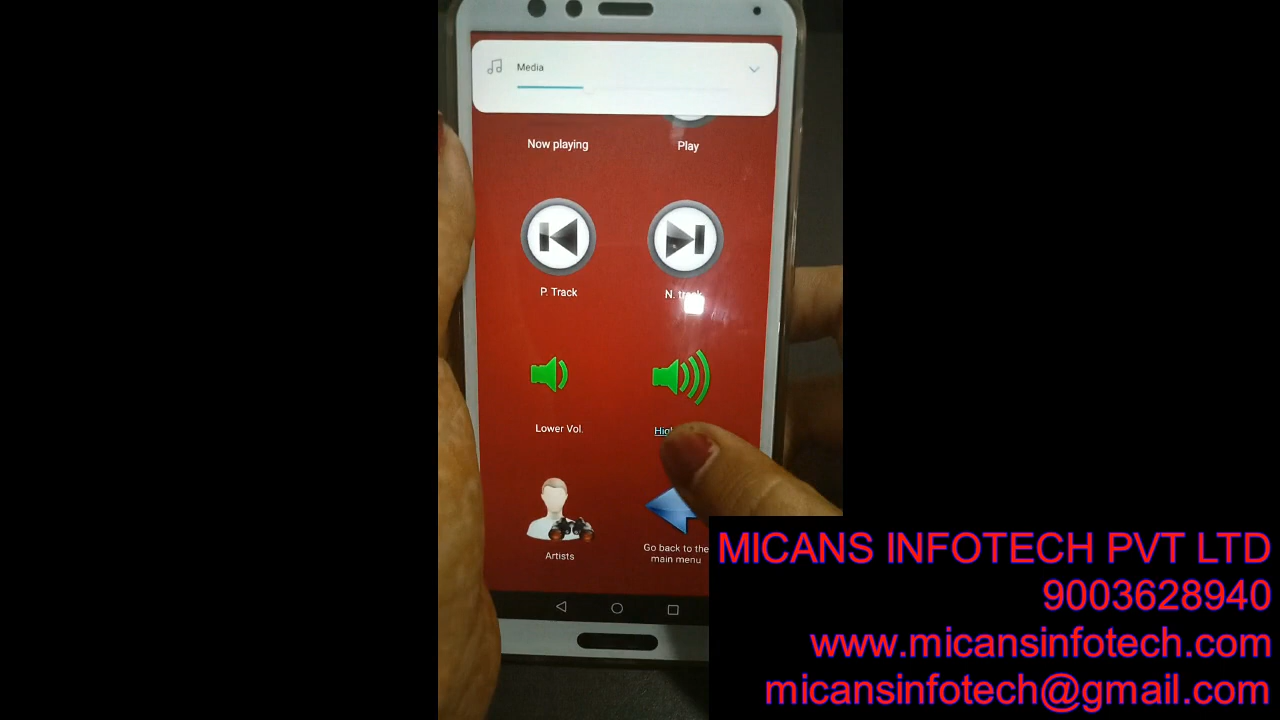 Media
Now playing
Play
P. Track
N. track
Lower Vol.
Artists
Go back to the
main menu
MICANS INFOTECH PVT LTD
9003628940
www.micansinfotech.com
micansinfotech@gmail.com